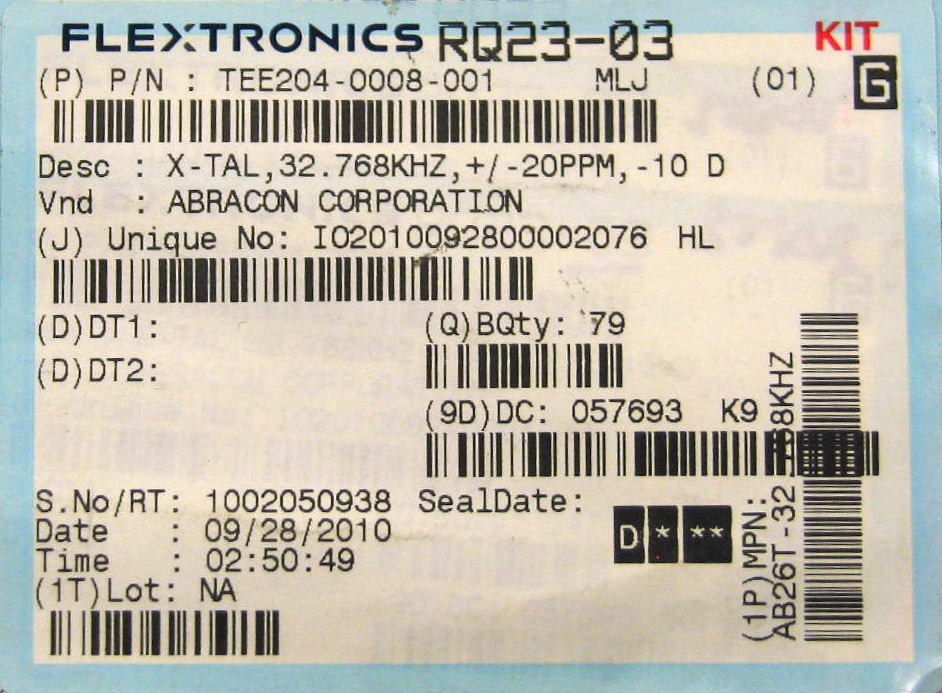 FLEXTRONICS RQ23-03 KIT
(P) P/N : TEE204-0008-001 MLJ (01) G
Desc : X-TAL,32.768KHZ,+/-20PPM,-10 D
Vnd : ABRACON CORPORATION
(J) Unique No: IO2010092800002076 HL
(D)DT1:
(Q)BQty: 79
(D)DT2:
(9D)DC: 057693 K9
S.No/RT: 1002050938 SealDate:
Date : 09/28/2010
D * **
Time : 02:50:49
(1T)Lot: NA
(1P)MPN:
AB26T-32.768KHZ